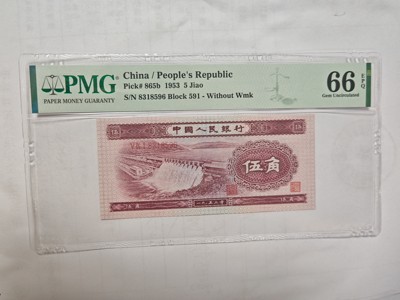 PMG
PAPER MONEY GUARANTY
China / People's Republic
Pick# 865b 1953 5 Jiao
S/N 8318596 Block 591 - Without Wmk
66 EPQ
Gem Uncirculated
中國人民銀行
伍角